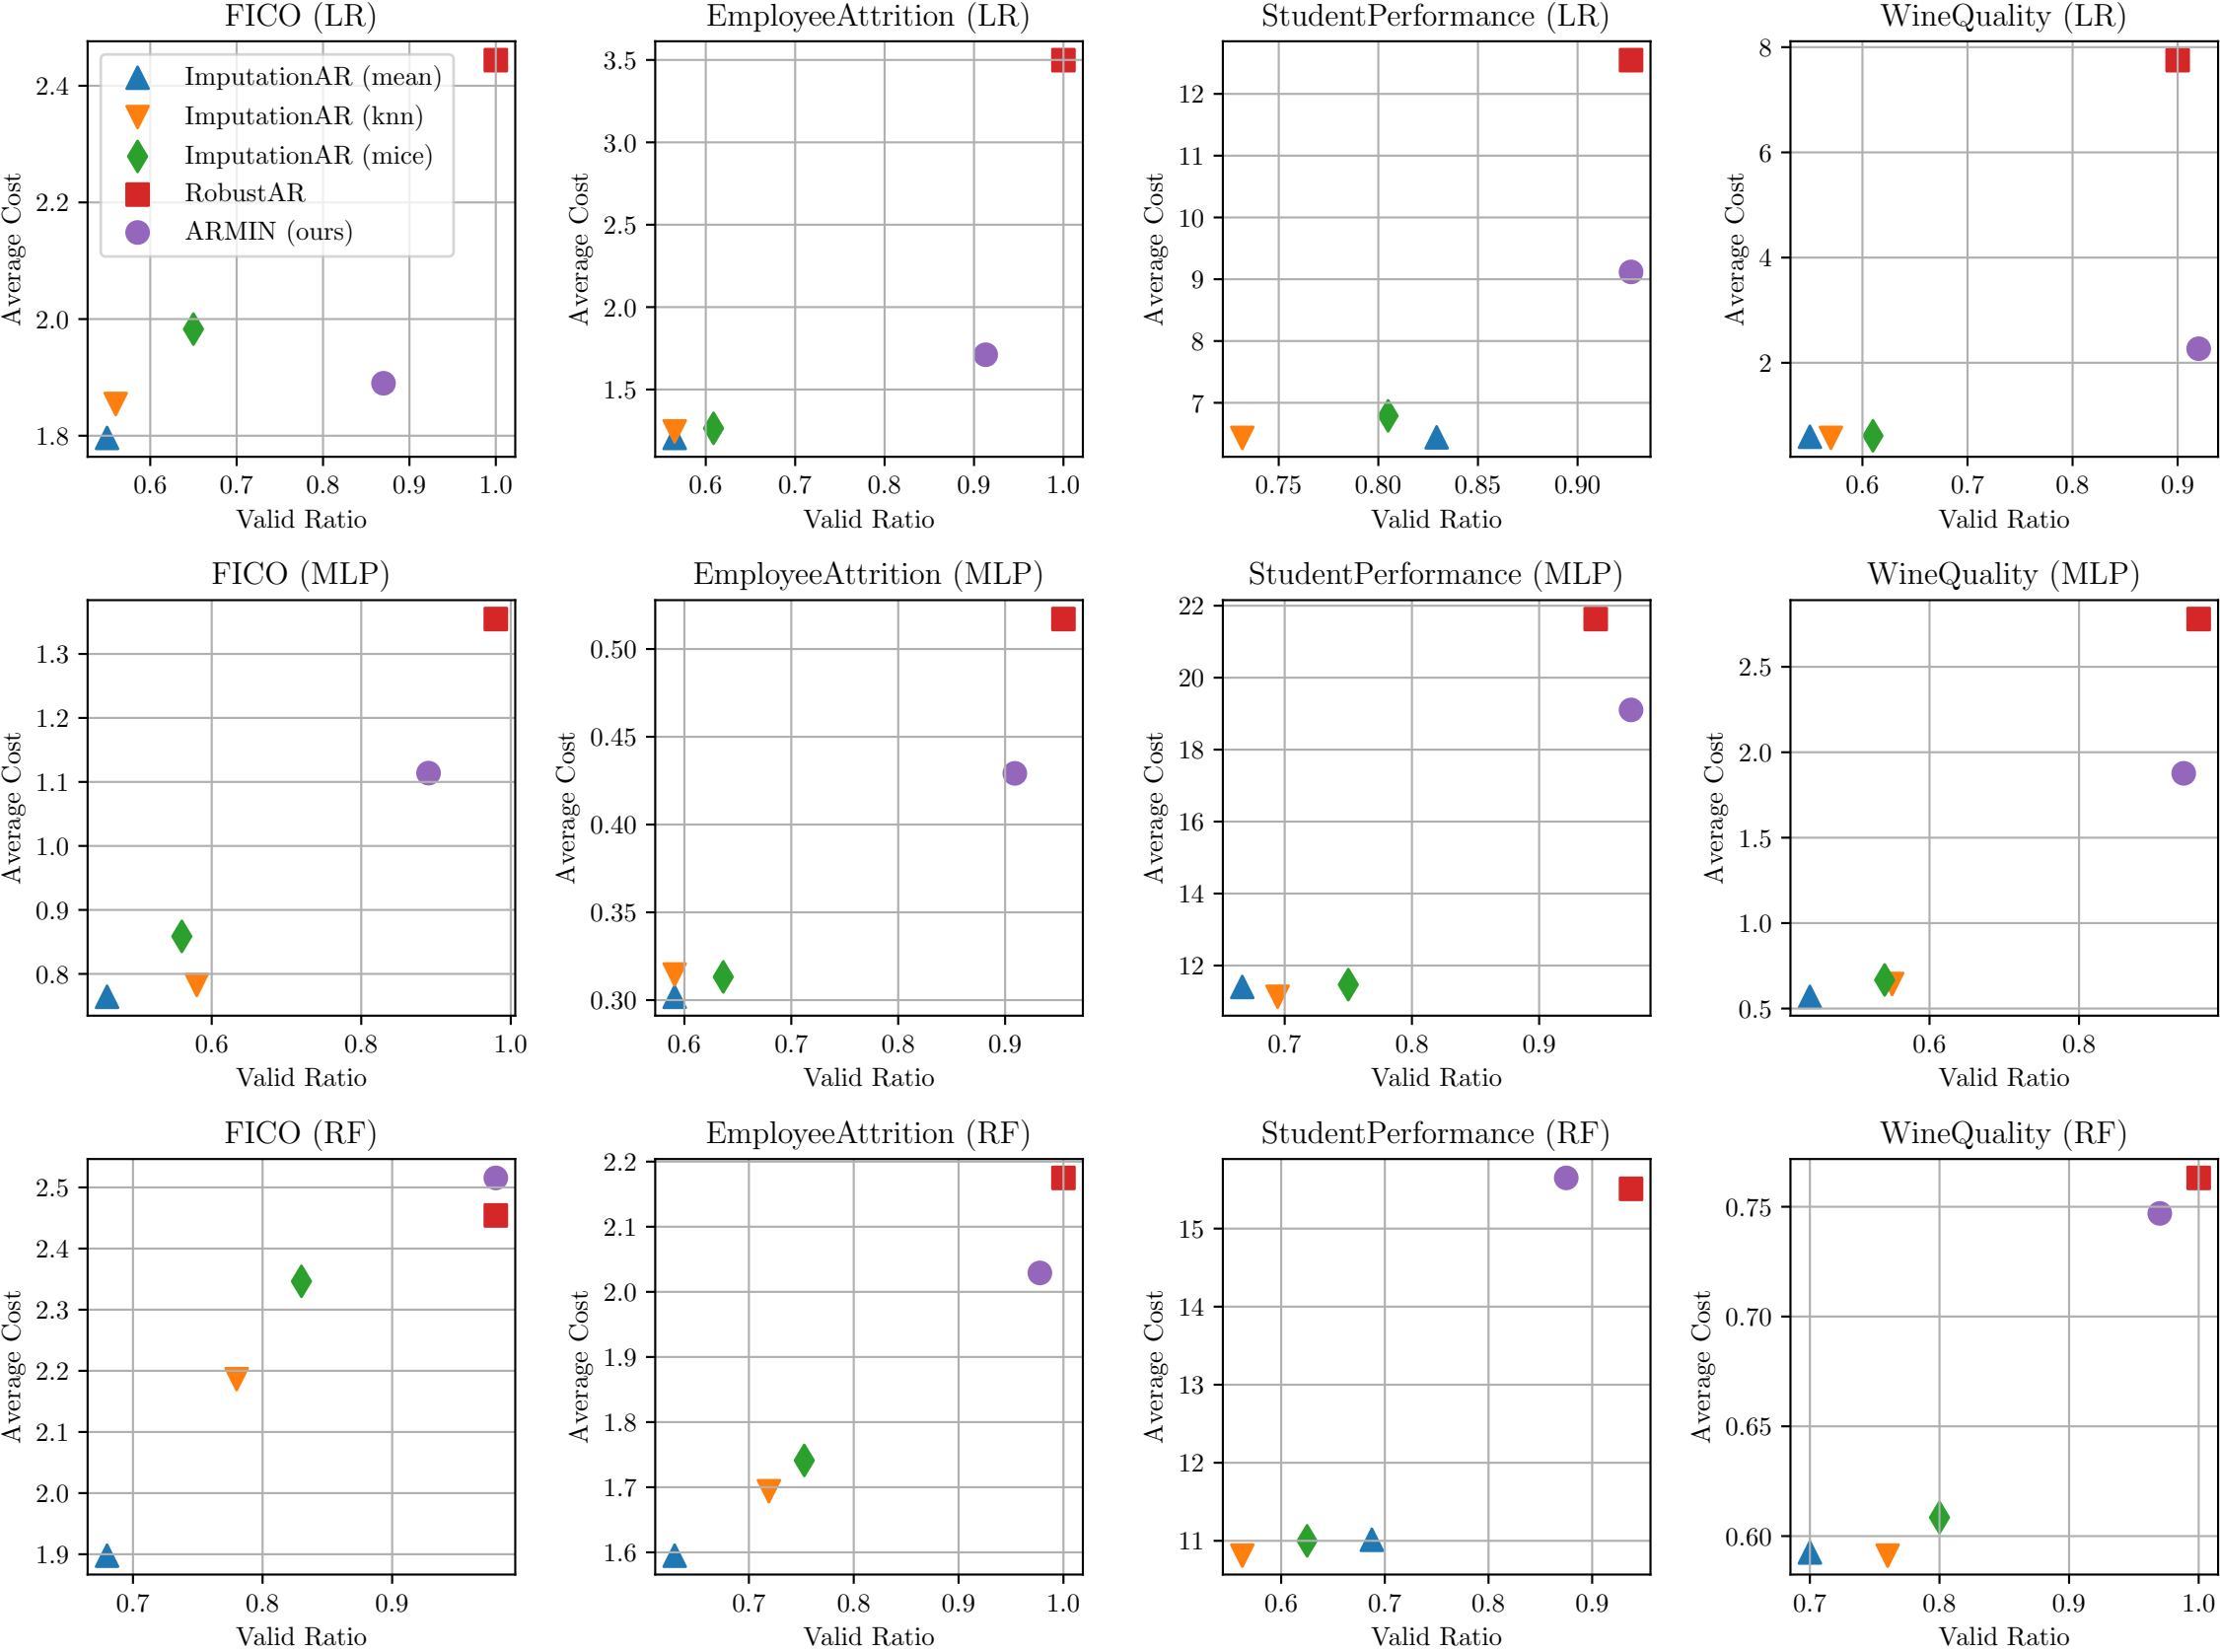 FICO (LR)
2.4
2.2
2.0
1.8
0.6 0.7 0.8 0.9 1.0
Average Cost
Valid Ratio
ImputationAR (mean)
ImputationAR (knn)
ImputationAR (mice)
RobustAR
ARMIN (ours)
EmployeeAttrition (LR)
3.5
3.0
2.5
2.0
1.5
0.6 0.7 0.8 0.9 1.0
Average Cost
Valid Ratio
StudentPerformance (LR)
12
11
10
9
8
7
0.75 0.80 0.85 0.90
Average Cost
Valid Ratio
WineQuality (LR)
8
6
4
2
0.6 0.7 0.8 0.9
Average Cost
Valid Ratio
FICO (MLP)
1.3
1.2
1.1
1.0
0.9
0.8
0.6 0.8 1.0
Average Cost
Valid Ratio
EmployeeAttrition (MLP)
0.50
0.45
0.40
0.35
0.30
0.6 0.7 0.8 0.9
Average Cost
Valid Ratio
StudentPerformance (MLP)
22
20
18
16
14
12
0.7 0.8 0.9
Average Cost
Valid Ratio
WineQuality (MLP)
2.5
2.0
1.5
1.0
0.5
0.6 0.8
Average Cost
Valid Ratio
FICO (RF)
2.5
2.4
2.3
2.2
2.1
2.0
1.9
0.7 0.8 0.9
Average Cost
Valid Ratio
EmployeeAttrition (RF)
2.2
2.1
2.0
1.9
1.8
1.7
1.6
0.7 0.8 0.9 1.0
Average Cost
Valid Ratio
StudentPerformance (RF)
15
14
13
12
11
0.6 0.7 0.8 0.9
Average Cost
Valid Ratio
WineQuality (RF)
0.75
0.70
0.65
0.60
0.7 0.8 0.9 1.0
Average Cost
Valid Ratio